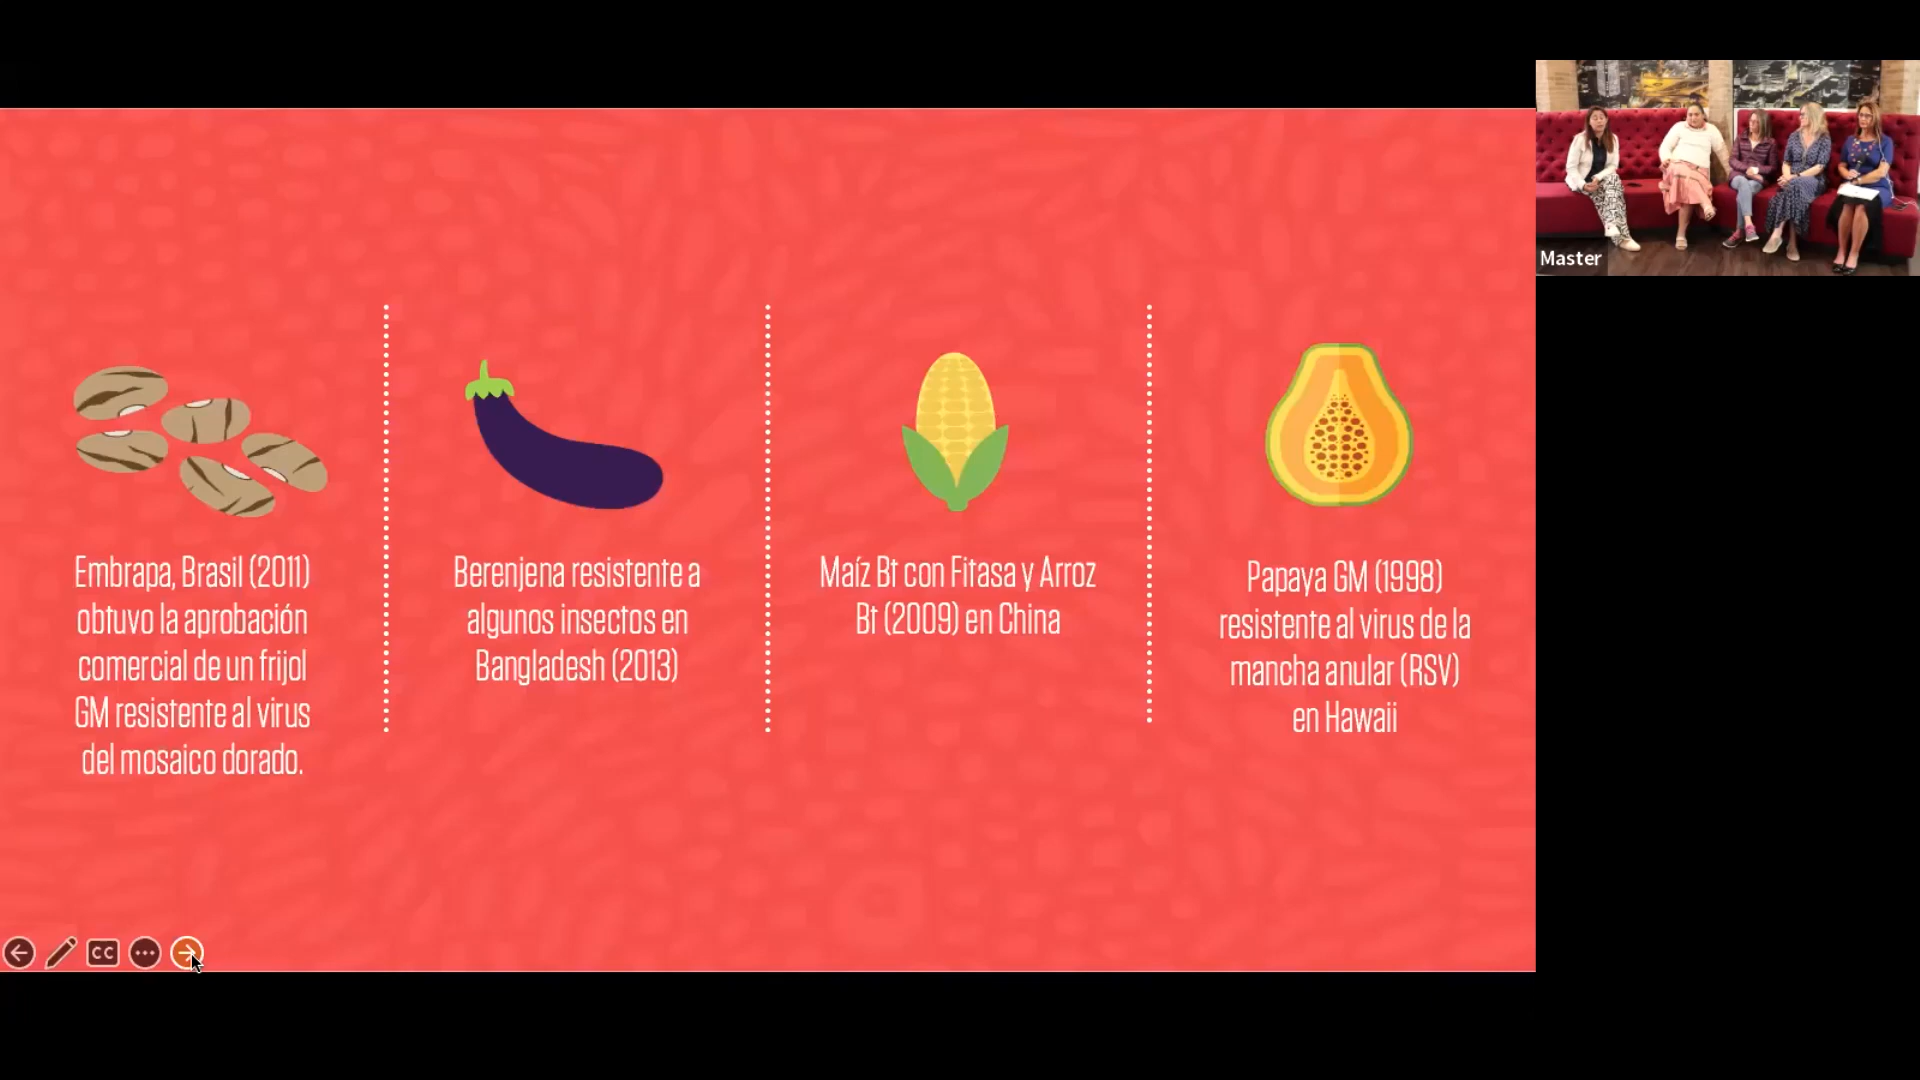 Embrapa, Brasil (2011)
obtuvo la aprobación
comercial de un frijol
GM resistente al virus
del mosaico dorado.
Berenjena resistente a
algunos insectos en
Bangladesh (2013)
Maíz Bt con Fitasa y Arroz
Bt (2009) en China
Papaya GM (1998)
resistente al virus de la
mancha anular (RSV)
en Hawaii
Master
CC